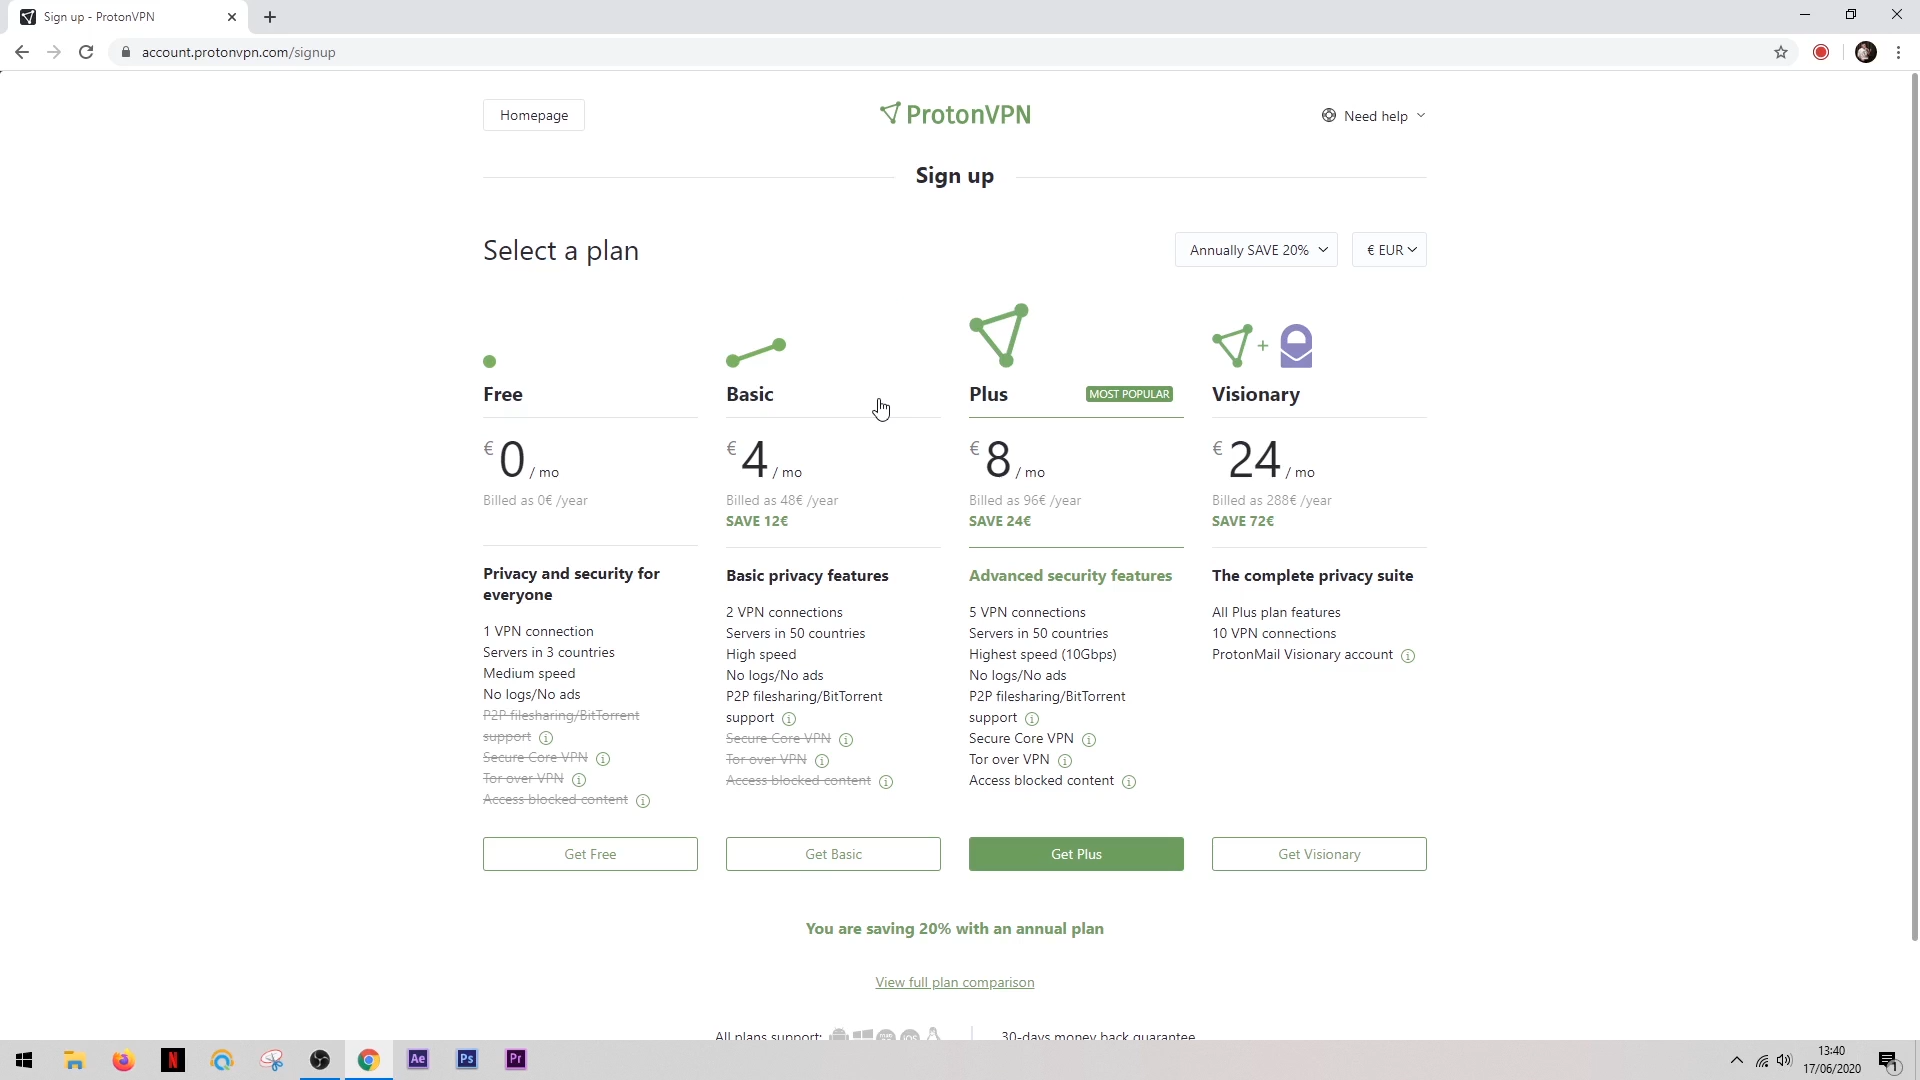 Sign up - ProtonVPN
account.protonvpn.com/signup
Homepage
ProtonVPN
Need help
Sign up
Select a plan
Annually SAVE 20%
€ EUR
Free
€ 0 / mo
Billed as 0€ /year
Privacy and security for
everyone
1 VPN connection
Servers in 3 countries
Medium speed
No logs/No ads
P2P filesharing/BitTorrent
support
Secure Core VPN
Tor over VPN
Access blocked content
Get Free
Basic
€ 4 / mo
Billed as 48€ /year
SAVE 12€
Basic privacy features
2 VPN connections
Servers in 50 countries
High speed
No logs/No ads
P2P filesharing/BitTorrent
support
Secure Core VPN
Tor over VPN
Access blocked content
Get Basic
Plus
MOST POPULAR
€ 8 / mo
Billed as 96€ /year
SAVE 24€
Advanced security features
5 VPN connections
Servers in 50 countries
Highest speed (10Gbps)
No logs/No ads
P2P filesharing/BitTorrent
support
Secure Core VPN
Tor over VPN
Access blocked content
Get Plus
Visionary
€ 24 / mo
Billed as 288€ /year
SAVE 72€
The complete privacy suite
All Plus plan features
10 VPN connections
ProtonMail Visionary account
Get Visionary
You are saving 20% with an annual plan
View full plan comparison
All plans support:
30-days money back guarantee
N
Ae
Ps
Pr
13:40
17/06/2020
1